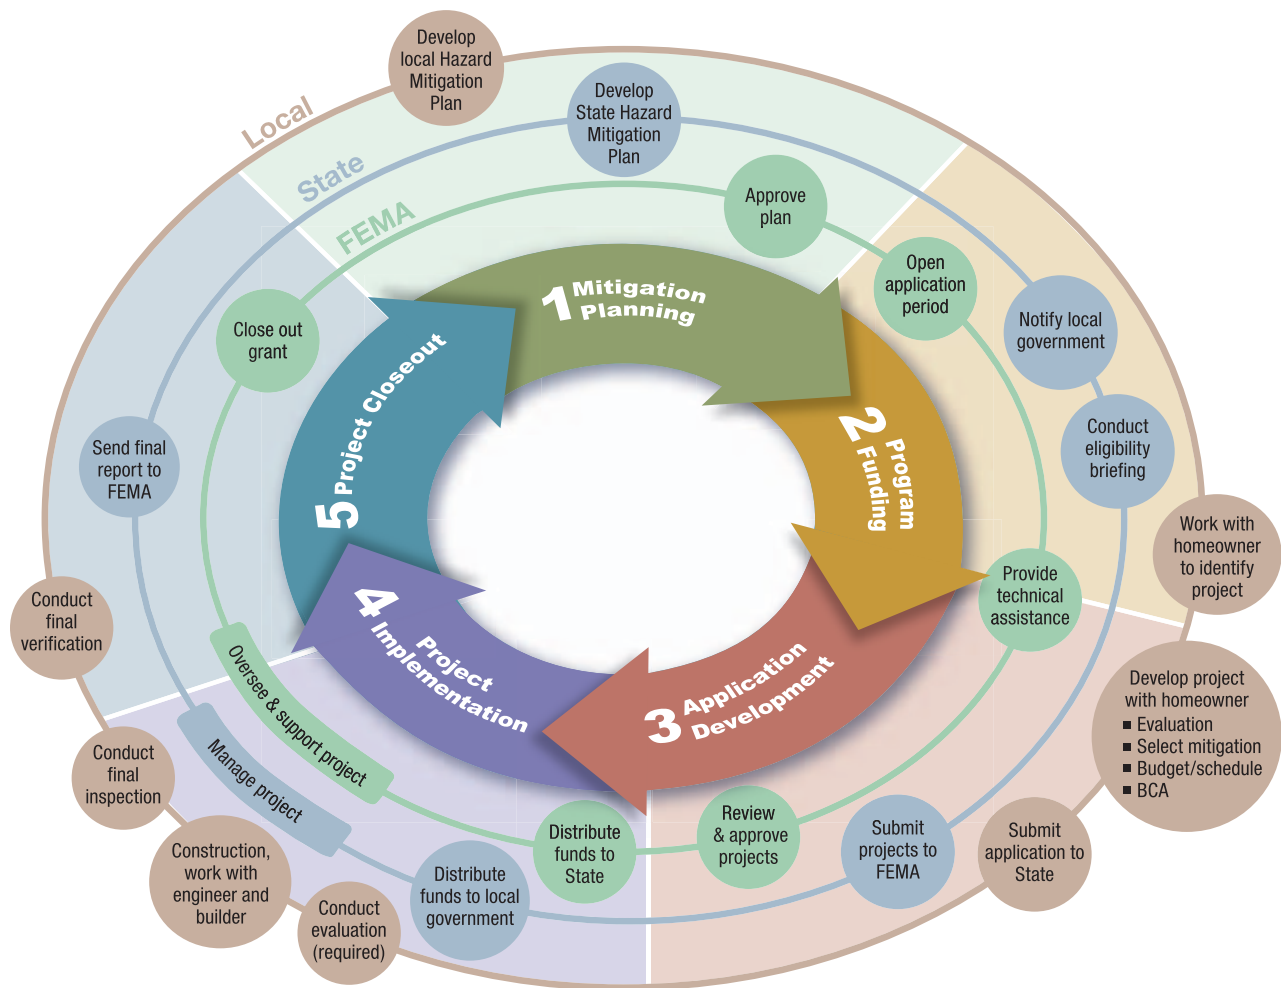 Local
State
FEMA
Develop
local Hazard
Mitigation
Plan
Develop
State Hazard
Mitigation
Plan
Approve
plan
1 Mitigation
Planning
Open
application
period
Notify local
government
Conduct
eligibility
briefing
Work with
homeowner
to identify
project
Provide
technical
assistance
2 Program
Funding
Develop project
with homeowner
■ Evaluation
■ Select mitigation
■ Budget/schedule
■ BCA
Submit
application to
State
Submit
projects to
FEMA
Review
& approve
projects
3 Application
Development
Distribute
funds to
State
Distribute
funds to local
government
Conduct
evaluation
(required)
Construction,
work with
engineer and
builder
Conduct
final
inspection
Manage project
Oversee & support project
4 Project
Implementation
Conduct
final
verification
Send final
report to
FEMA
Close out
grant
5 Project Closeout